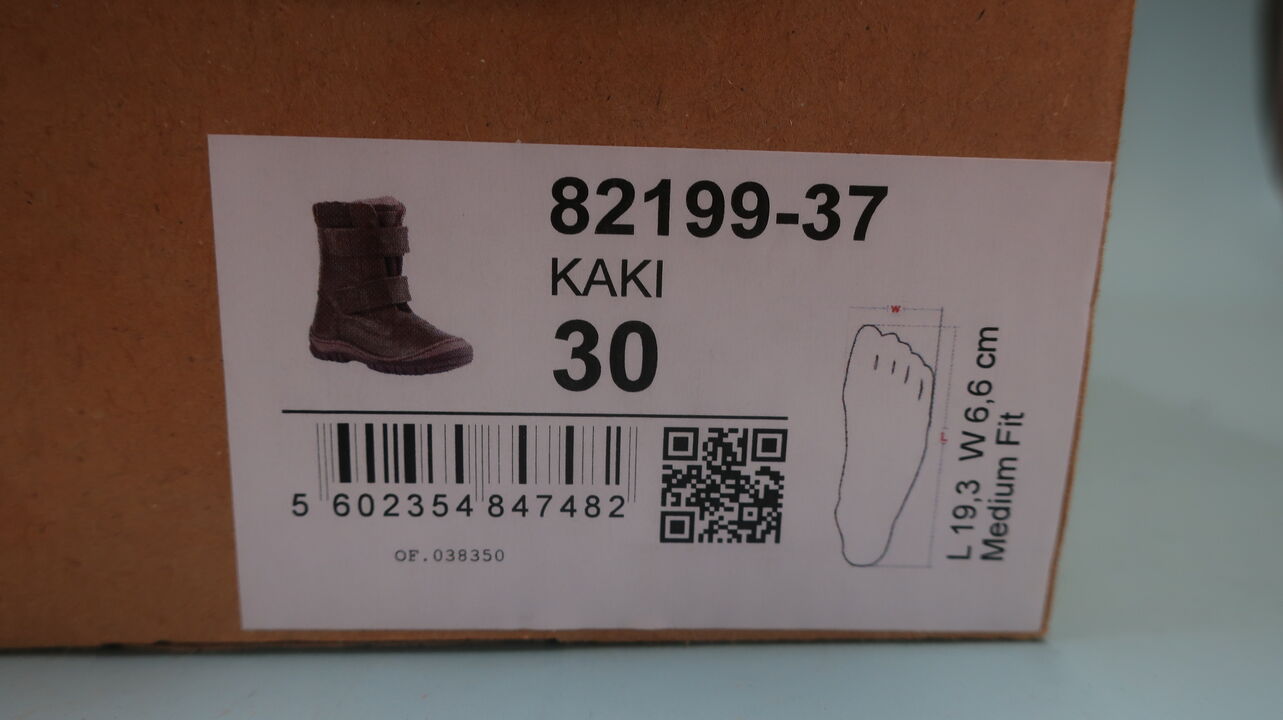 82199-37
KAKI
30
5 602354 847482
OF.038350
W
L
L 19,3 W 6,6 cm
Medium Fit